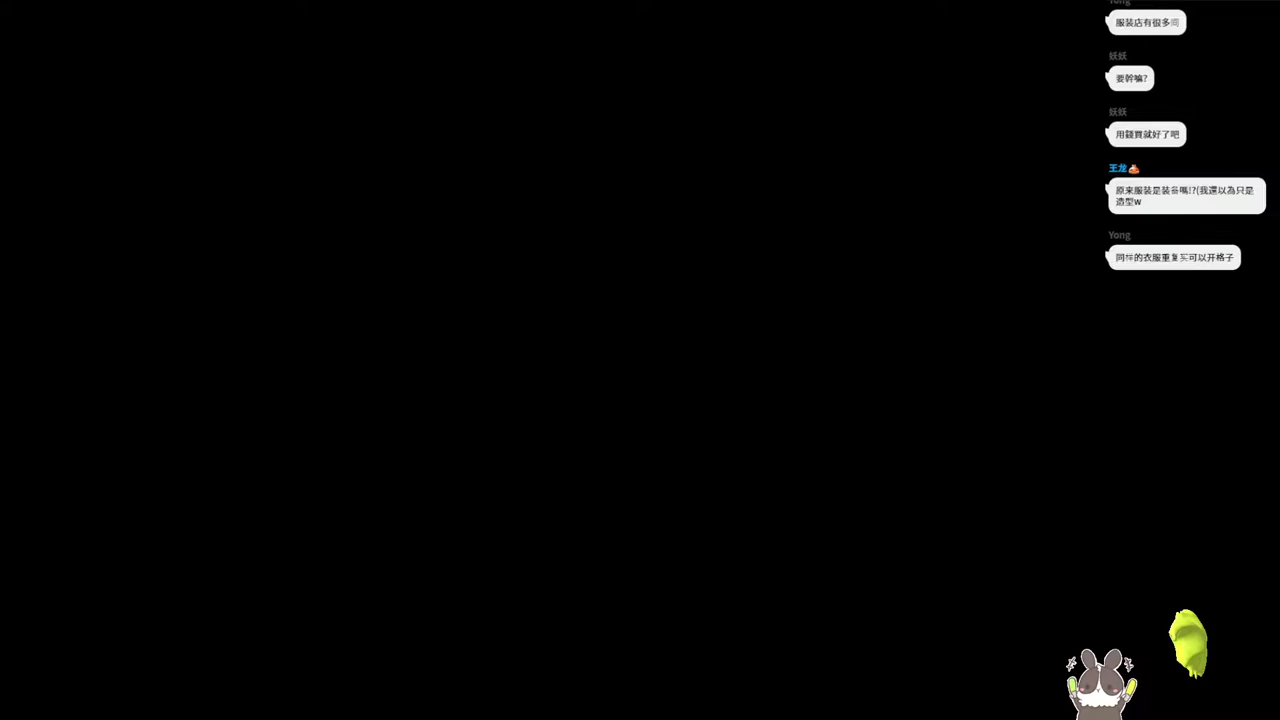 Yong
服装店有很多
妖妖
要幹嘛?
妖妖
用錢買就好了吧
王龙
原来服装是装备嗎!?(我還以為只是
造型w
Yong
同样的衣服重复买可以开格子